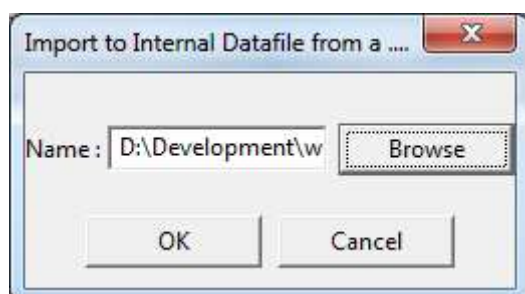 Import to Internal Datafile from a ....
Name : D:\Development\w Browse
OK Cancel